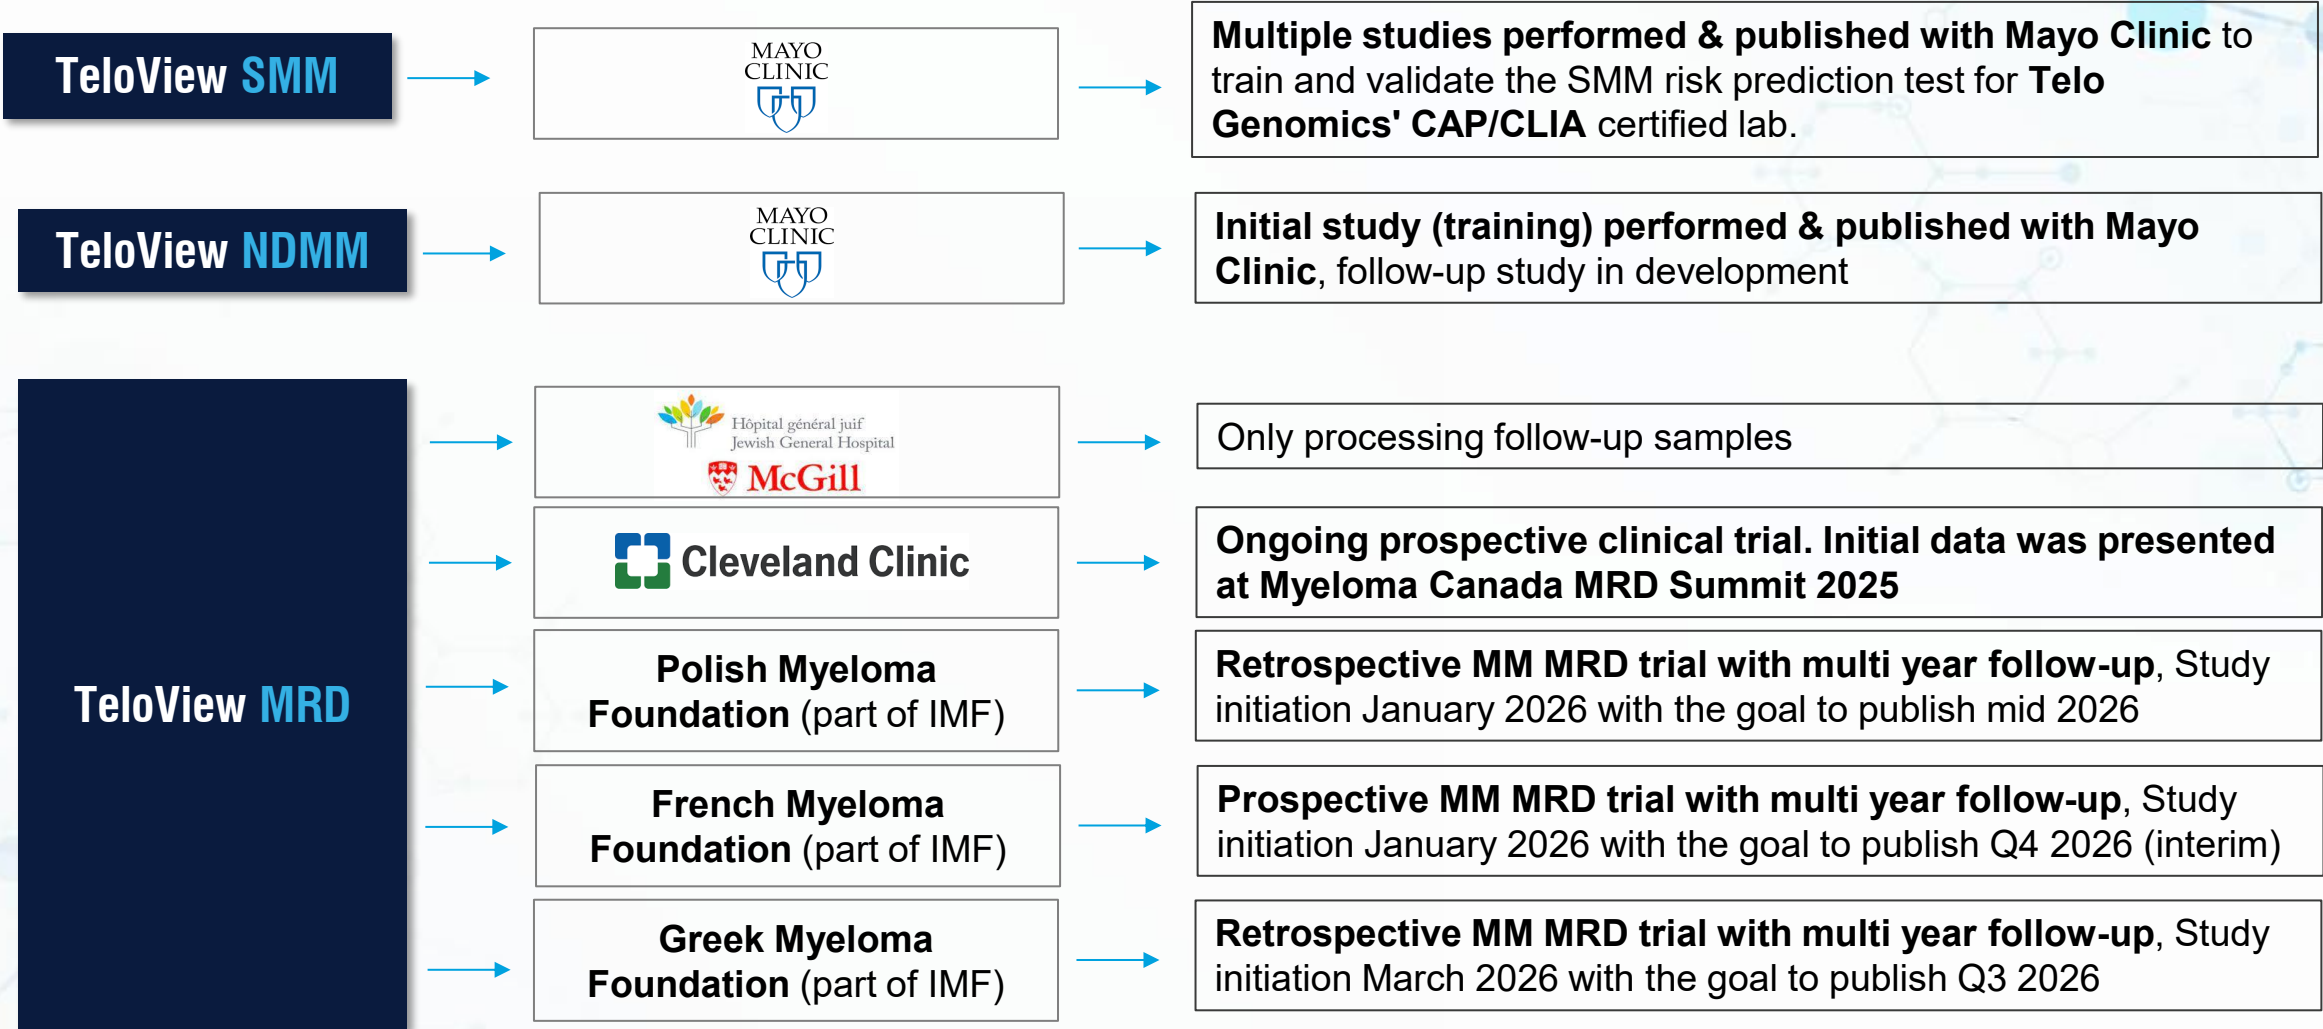 TeloView SMM
MAYO
CLINIC
Multiple studies performed & published with Mayo Clinic to
train and validate the SMM risk prediction test for Telo
Genomics' CAP/CLIA certified lab.
TeloView NDMM
MAYO
CLINIC
Initial study (training) performed & published with Mayo
Clinic, follow-up study in development
TeloView MRD
Hôpital général juif
Jewish General Hospital
McGill
Only processing follow-up samples
Cleveland Clinic
Ongoing prospective clinical trial. Initial data was presented
at Myeloma Canada MRD Summit 2025
Polish Myeloma
Foundation (part of IMF)
Retrospective MM MRD trial with multi year follow-up, Study
initiation January 2026 with the goal to publish mid 2026
French Myeloma
Foundation (part of IMF)
Prospective MM MRD trial with multi year follow-up, Study
initiation January 2026 with the goal to publish Q4 2026 (interim)
Greek Myeloma
Foundation (part of IMF)
Retrospective MM MRD trial with multi year follow-up, Study
initiation March 2026 with the goal to publish Q3 2026